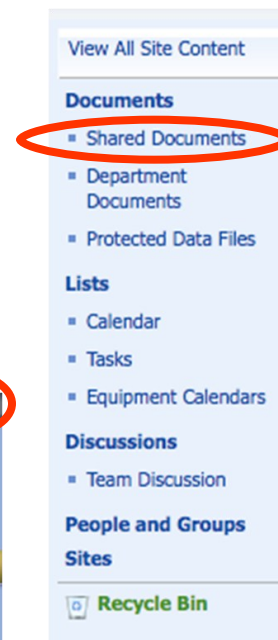 View All Site Content
Documents
Shared Documents
Department
Documents
Protected Data Files
Lists
Calendar
Tasks
Equipment Calendars
Discussions
Team Discussion
People and Groups
Sites
Recycle Bin